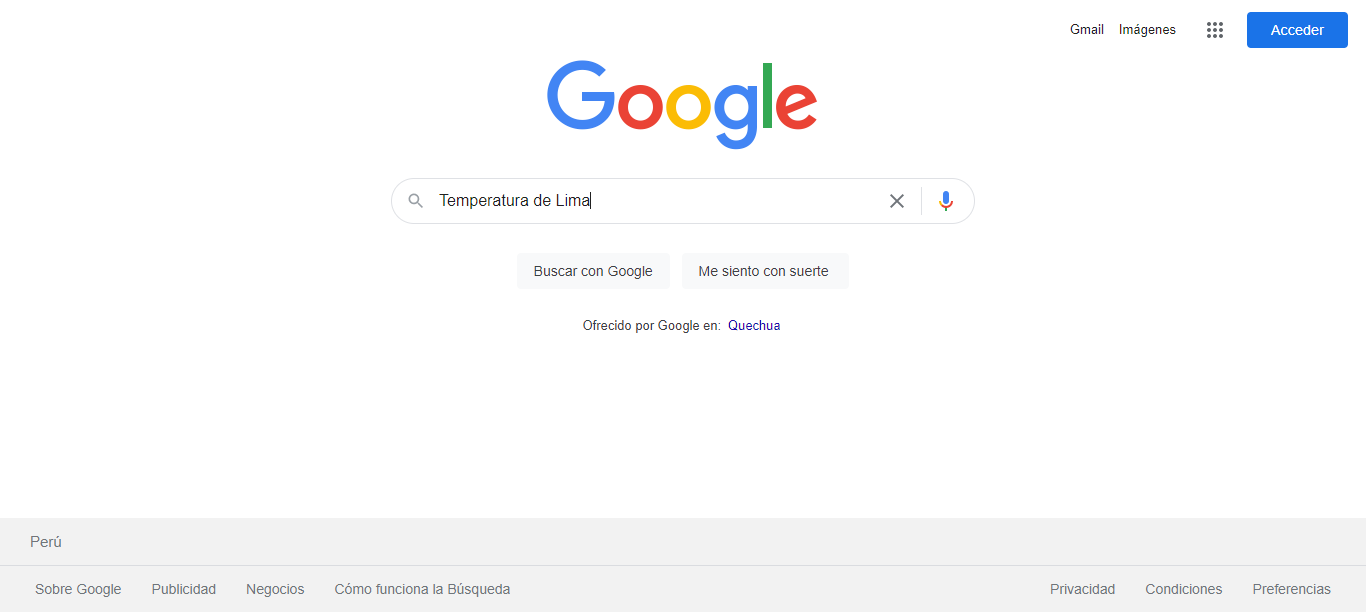 Gmail Imágenes Acceder
Google
Temperatura de Lima
Buscar con Google Me siento con suerte
Ofrecido por Google en: Quechua
Perú
Sobre Google Publicidad Negocios Cómo funciona la Búsqueda Privacidad Condiciones Preferencias